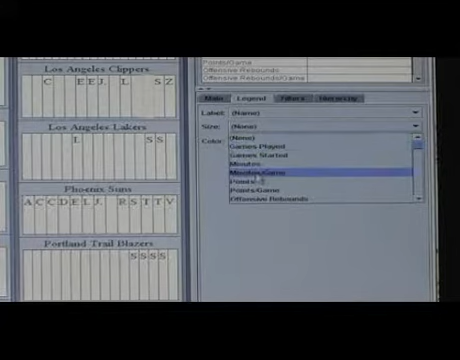 Los Angeles Clippers
C E E J. L S Z
Los Angeles Lakers
L S S
Phoenix Suns
A C C D E L J. R S T T V
Portland Trail Blazers
S S S S
Points/Game
Offensive Rebounds
Offensive Rebounds/Game
Main Legend Filters Hierarchy
Label: (Name)
Size: (None)
Color:
(None)
Games Played
Games Started
Minutes
Minutes/Game
Points
Points/Game
Offensive Rebounds